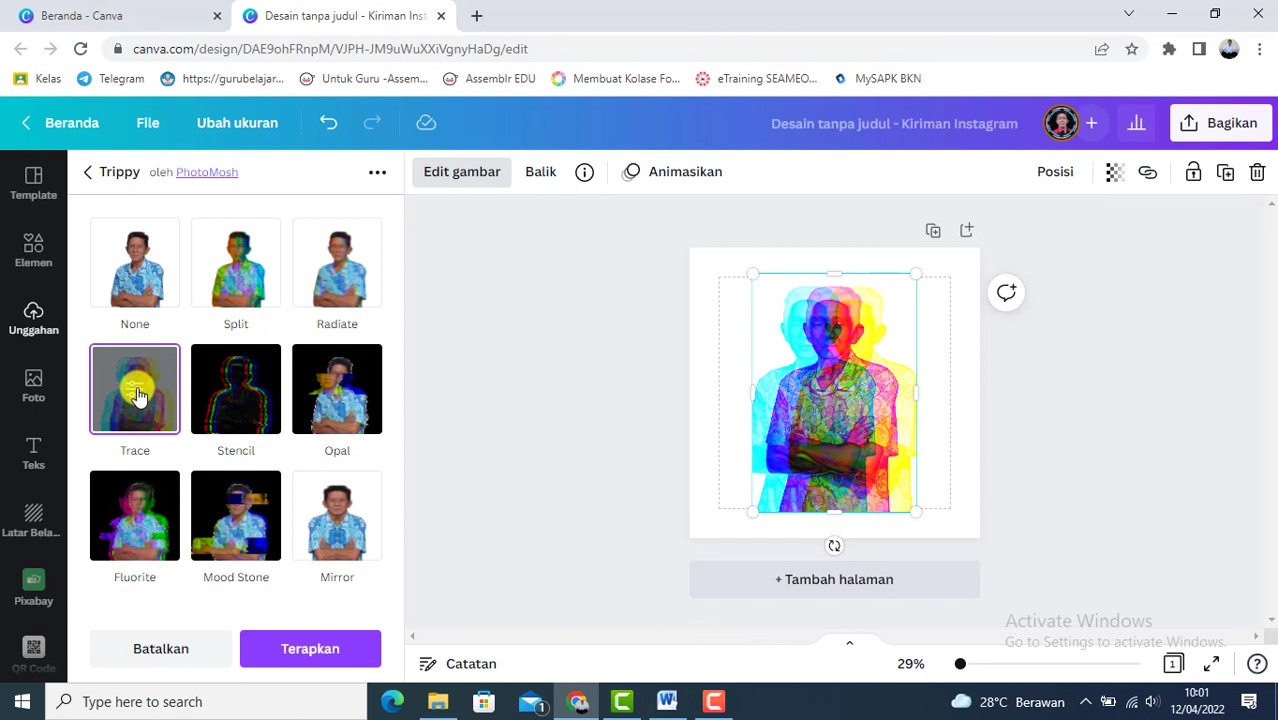 Beranda - Canva
Desain tanpa judul - Kiriman Inst
canva.com/design/DAE9ohFRnpM/VJPH-JM9uWuXXiVgnyHaDg/edit
Kelas
Telegram
https://gurubelajar...
Untuk Guru -Assem...
Assemblr EDU
Membuat Kolase Fo...
Training SEAMEO...
MySAPK BKN
Beranda
File
Ubah ukuran
Desain tanpa judul - Kiriman Instagram
Bagikan
Template
Elemen
Unggahan
Foto
Teks
Latar Bela...
Pixabay
QR Code
Trippy oleh PhotoMosh
None
Split
Radiate
Trace
Stencil
Opal
Fluorite
Mood Stone
Mirror
Batalkan
Terapkan
Edit gambar
Balik
Animasikan
Posisi
+ Tambah halaman
Activate Windows
Go to Settings to activate Windows.
Catatan
29%
1
Type here to search
1
28°C Berawan
10:01
12/04/2022